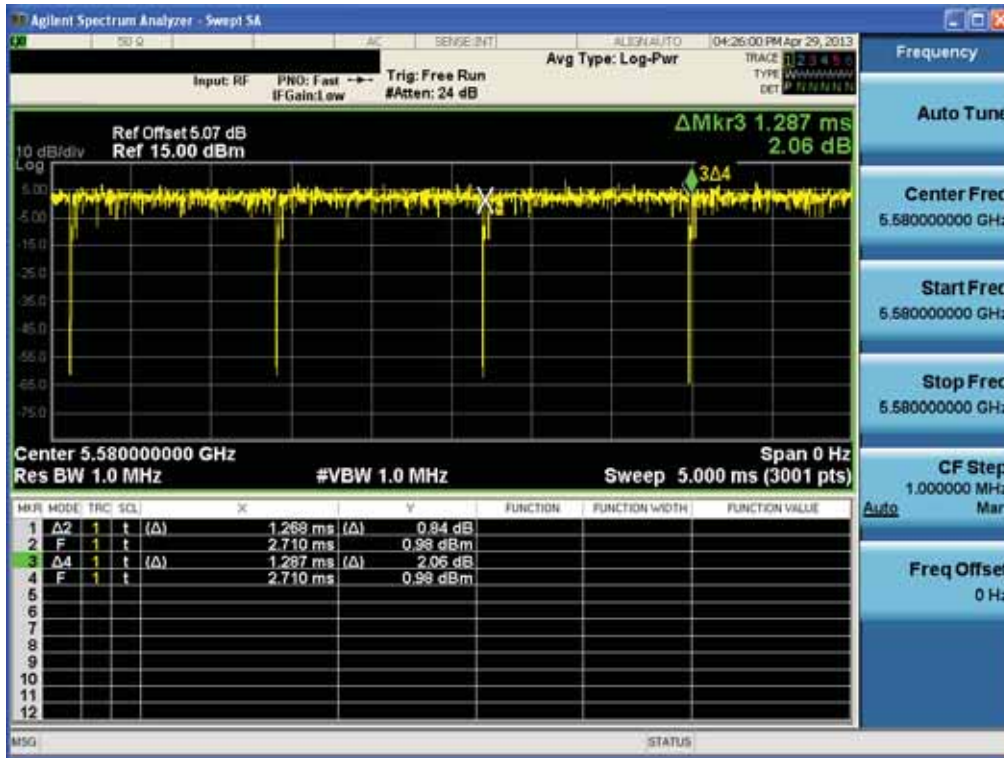 Agilent Spectrum Analyzer - Swept SA
50 Ω AC SENSE:INT ALIGN AUTO 04:26:00 PM Apr 29, 2013
Input: RF PNO: Fast Trig: Free Run Avg Type: Log-Pwr TRACE 1 2 3 4 5 6
IFGain:Low #Atten: 24 dB TYPE
DET P N N N N N
ΔMkr3 1.287 ms
2.06 dB
Ref Offset 5.07 dB
10 dB/div Ref 15.00 dBm
Log
5.00
-5.00
-15.0
-25.0
-35.0
-45.0
-55.0
-65.0
-75.0
3Δ4
Center 5.580000000 GHz Span 0 Hz
Res BW 1.0 MHz #VBW 1.0 MHz Sweep 5.000 ms (3001 pts)
MKR MODE TRC SCL X Y FUNCTION FUNCTION WIDTH FUNCTION VALUE
1 Δ2 1 t (Δ) 1.268 ms (Δ) 0.84 dB
2 F 1 t 2.710 ms 0.98 dBm
3 Δ4 1 t (Δ) 1.287 ms (Δ) 2.06 dB
4 F 1 t 2.710 ms 0.98 dBm
5
6
7
8
9
10
11
12
MSG STATUS
Frequency
Auto Tune
Center Freq
5.580000000 GHz
Start Freq
5.580000000 GHz
Stop Freq
5.580000000 GHz
CF Step
1.000000 MHz
Auto Man
Freq Offset
0 Hz